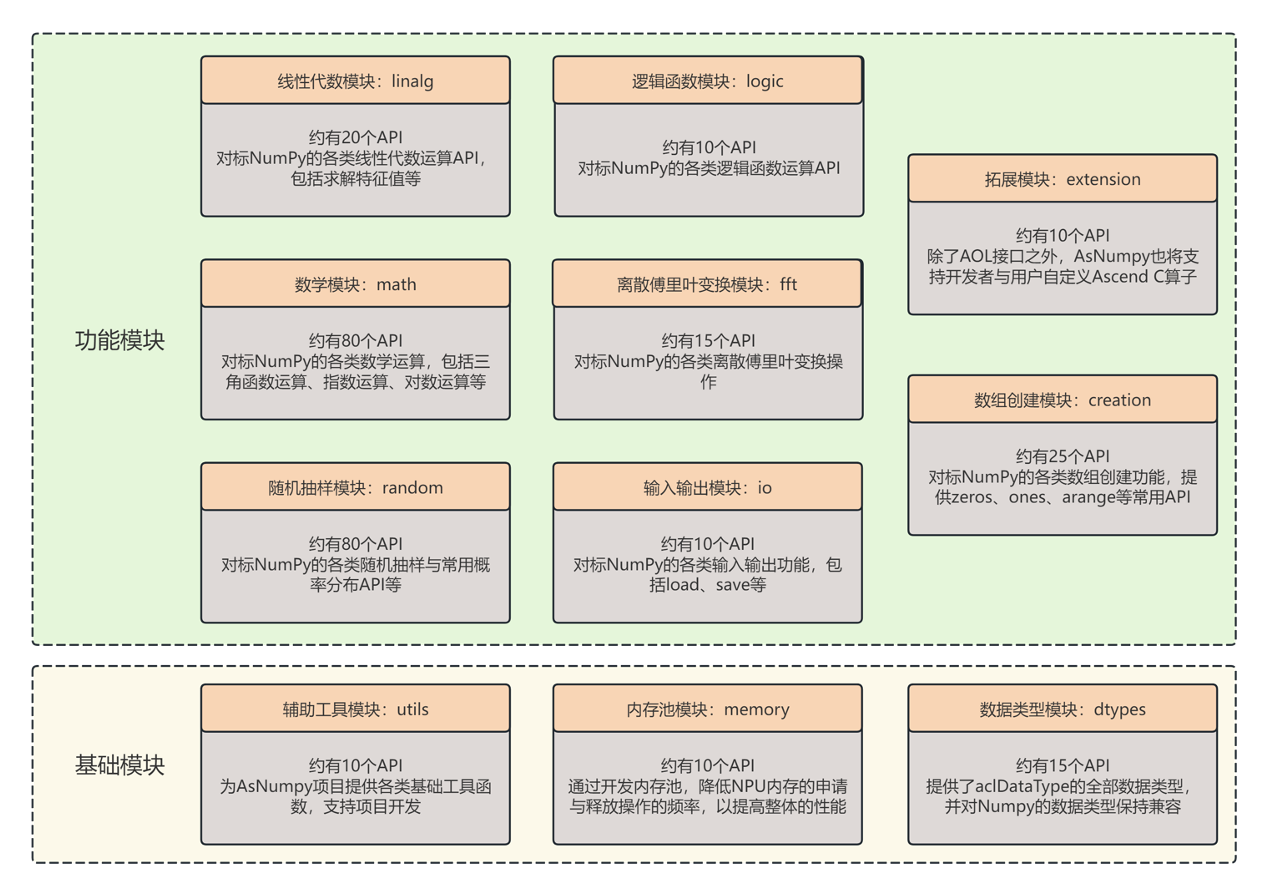 功能模块
线性代数模块：linalg
约有20个API
对标NumPy的各类线性代数运算API，
包括求解特征值等
逻辑函数模块：logic
约有10个API
对标NumPy的各类逻辑函数运算API
拓展模块：extension
约有10个API
除了AOL接口之外，AsNumpy也将支
持开发者与用户自定义Ascend C算子
数学模块：math
约有80个API
对标NumPy的各类数学运算，包括三
角函数运算、指数运算、对数运算等
离散傅里叶变换模块：fft
约有15个API
对标NumPy的各类离散傅里叶变换操
作
数组创建模块：creation
约有25个API
对标NumPy的各类数组创建功能，提
供zeros、ones、arange等常用API
随机抽样模块：random
约有80个API
对标NumPy的各类随机抽样与常用概
率分布API等
输入输出模块：io
约有10个API
对标NumPy的各类输入输出功能，包
括load、save等
基础模块
辅助工具模块：utils
约有10个API
为AsNumpy项目提供各类基础工具函
数，支持项目开发
内存池模块：memory
约有10个API
通过开发内存池，降低NPU内存的申请
与释放操作的频率，以提高整体的性能
数据类型模块：dtypes
约有15个API
提供了aclDataType的全部数据类型，
并对Numpy的数据类型保持兼容